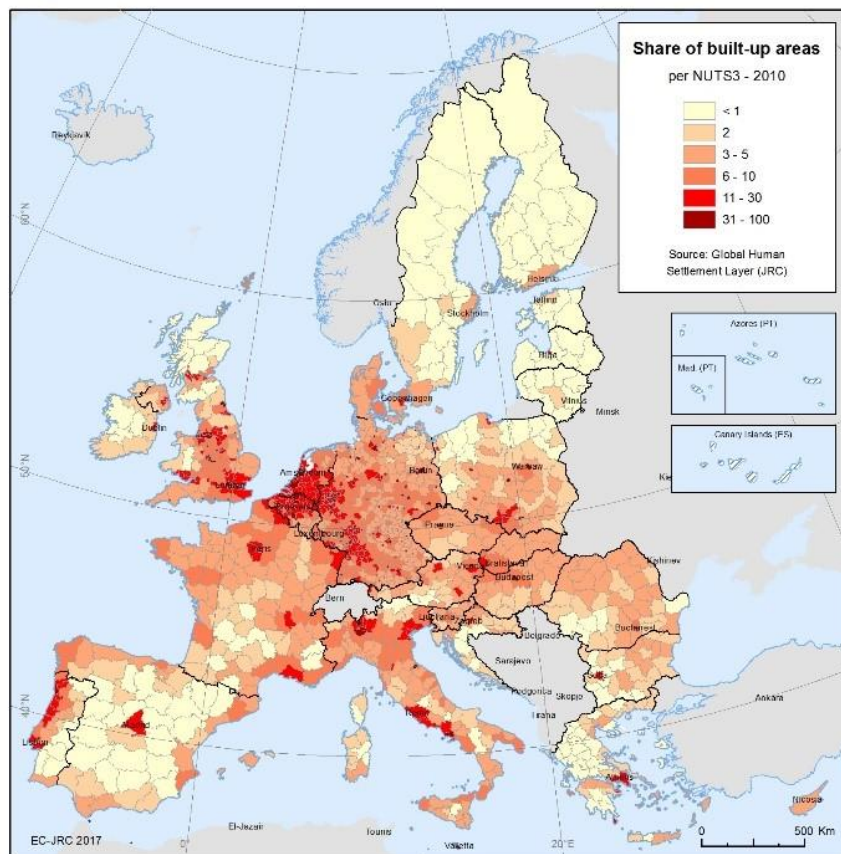 Share of built-up areas
per NUTS3 - 2010
< 1
2
3 - 5
6 - 10
11 - 30
31 - 100
Source: Global Human
Settlement Layer (JRC)
Reykjavik
60°N
Helsinki
Oslo
Tallinn
Stockholm
Azores (PT)
Riga
Mad. (PT)
Copenhagen
Vilnius
Minsk
Dublin
Canary Islands (ES)
50°N
Amsterdam
Berlin
Warsaw
London
Kie
Luxembourg
Prague
Paris
Vienna
Bratislava
Kishinev
Budapest
Bern
Ljubljana
Zagreb
Belgrado
Bucharest
Sarajevo
Sofia
Podgorica
Skopje
Ankara
Tirana
40°N
Madrid
Lisbon
Athens
Nicosia
El-Jazair
Tounis
EC-JRC 2017
0°
Valletta
20°E
0
500 Km